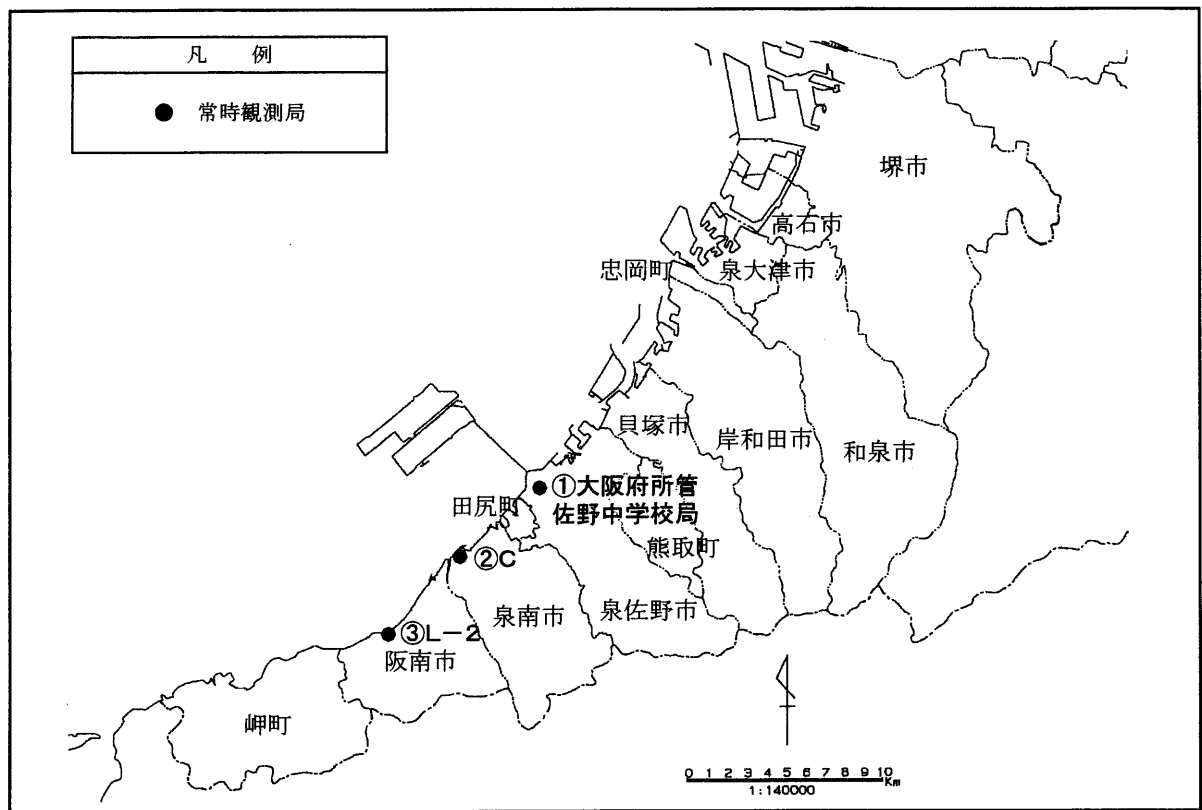 凡 例
● 常時観測局
堺市
高石市
忠岡町
泉大津市
貝塚市
岸和田市
和泉市
①大阪府所管
佐野中学校局
田尻町
熊取町
②C
泉南市
泉佐野市
③L-2
阪南市
岬町
0 1 2 3 4 5 6 7 8 9 10
Km
1:140000